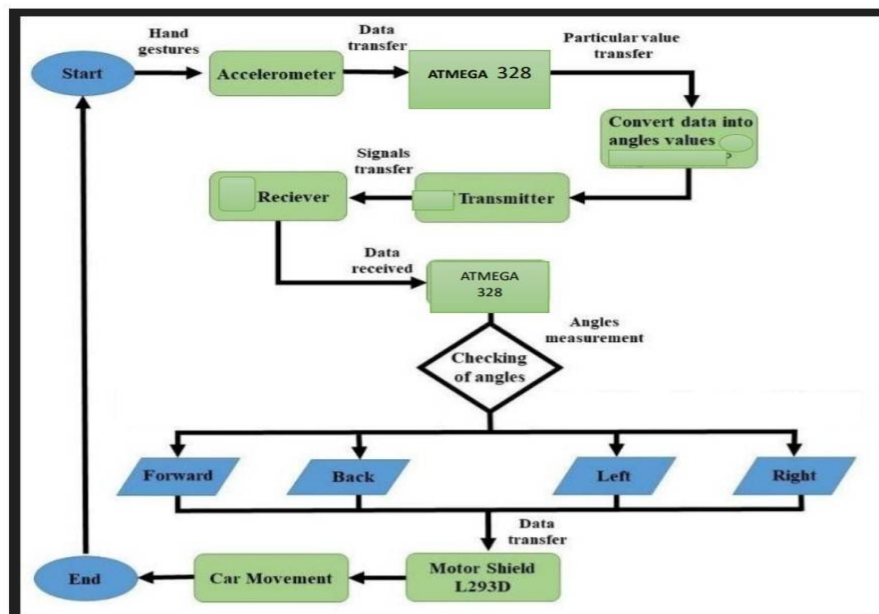 Hand
gestures
Data
transfer
Particular value
transfer
Start
Accelerometer
ATMEGA 328
Convert data into
angles values
?
Signals
transfer
Reciever
Transmitter
Data
received
ATMEGA
328
Angles
measurement
Checking
of angles
Forward
Back
Left
Right
Data
transfer
End
Car Movement
Motor Shield
L293D